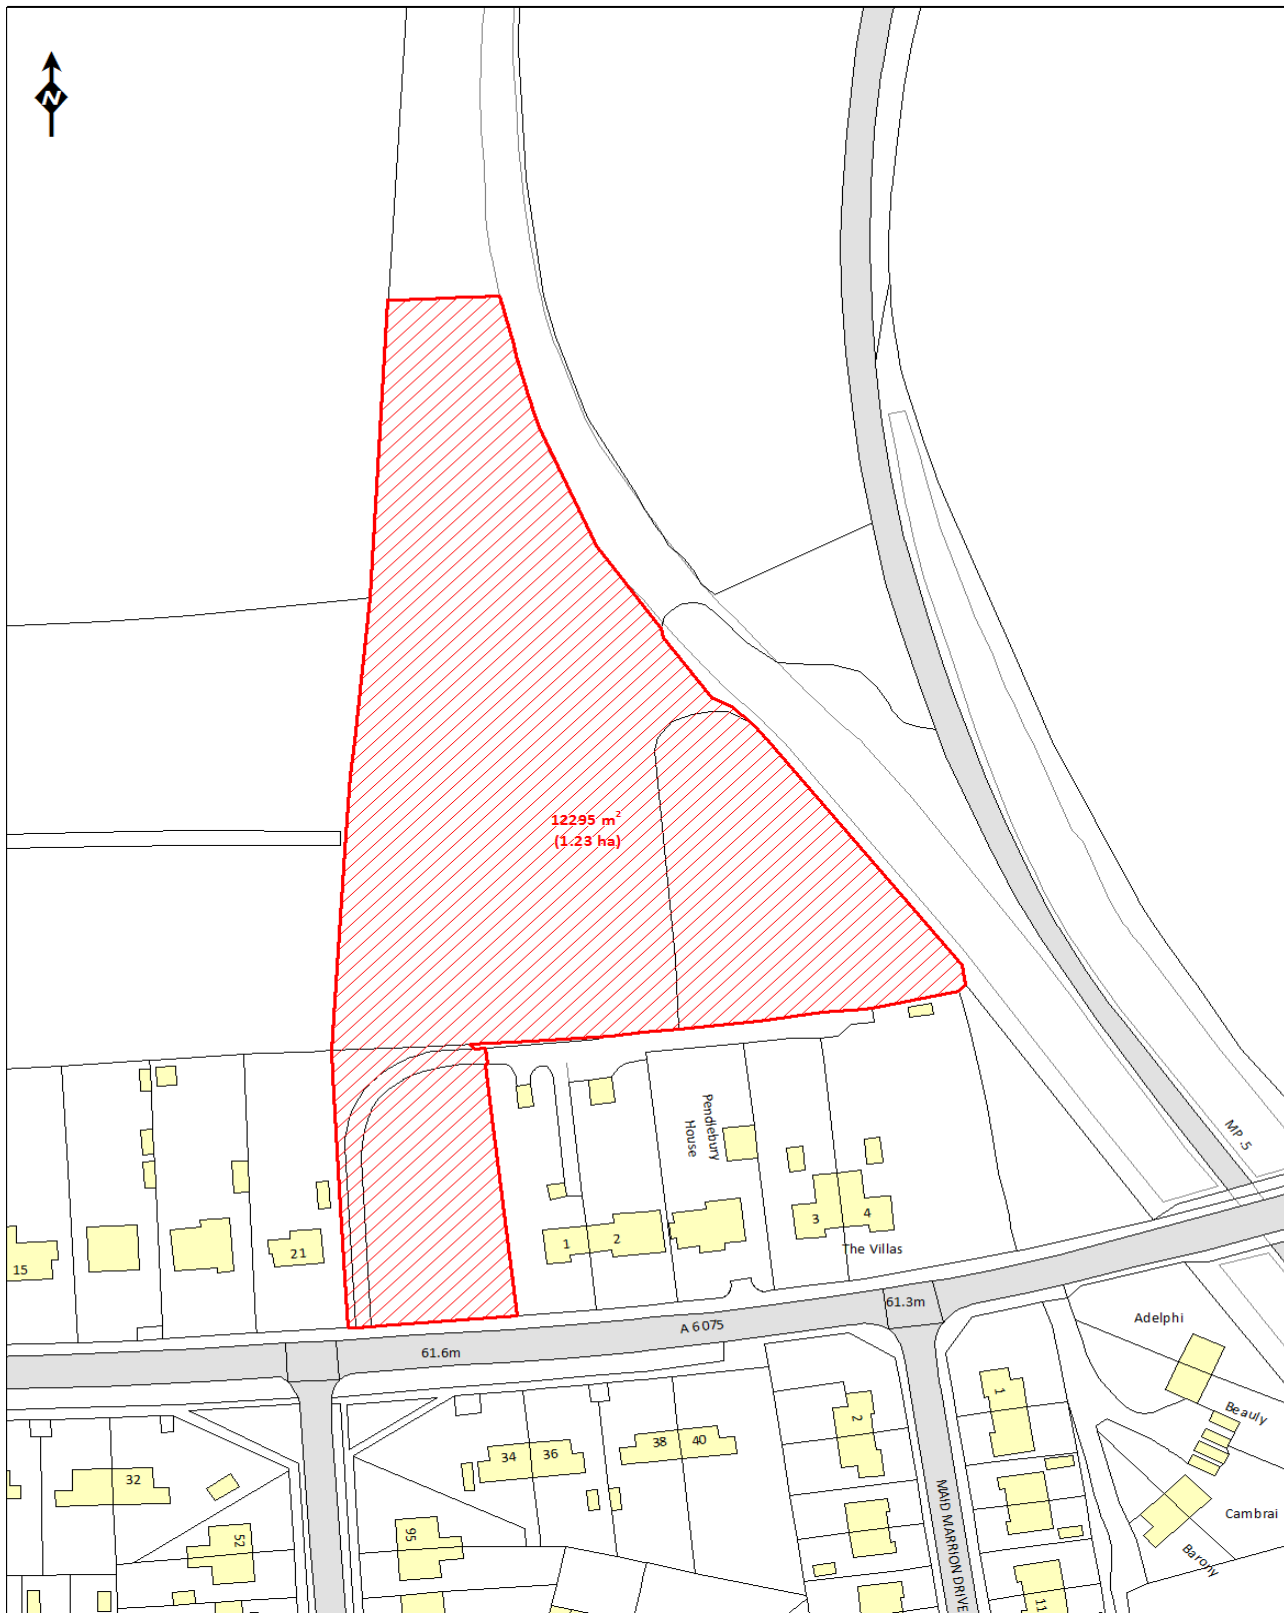 N
12295 m²
(1.23 ha)
Pendlebury
House
MP .5
21
15
1
2
3
4
The Villas
61.3m
A 6075
61.6m
Adelphi
Beauly
Cambrai
Barony
34
36
38
40
32
52
95
2
1
11
MAID MARRION DRIVE